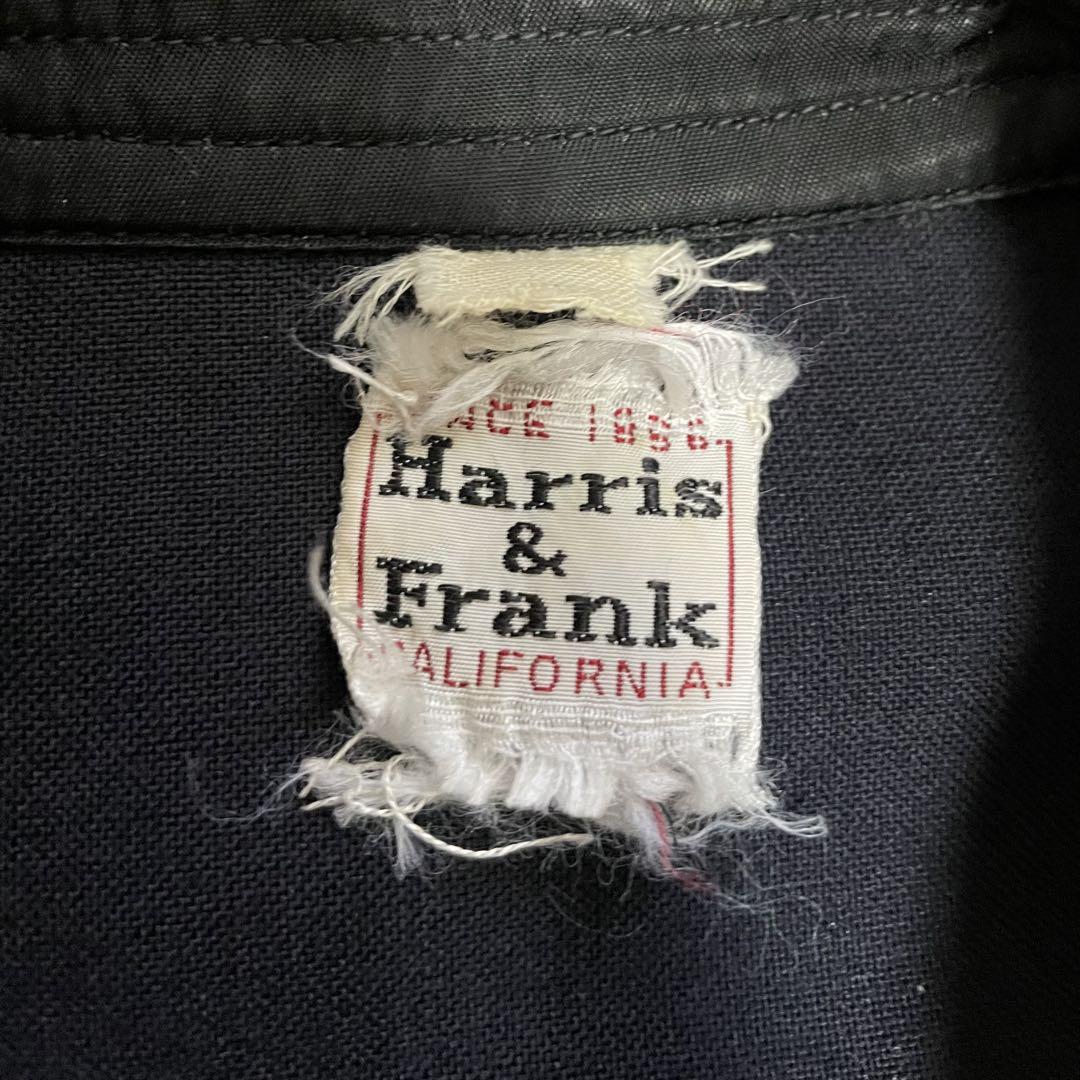 SINCE 1856
Harris
&
Frank
CALIFORNIA